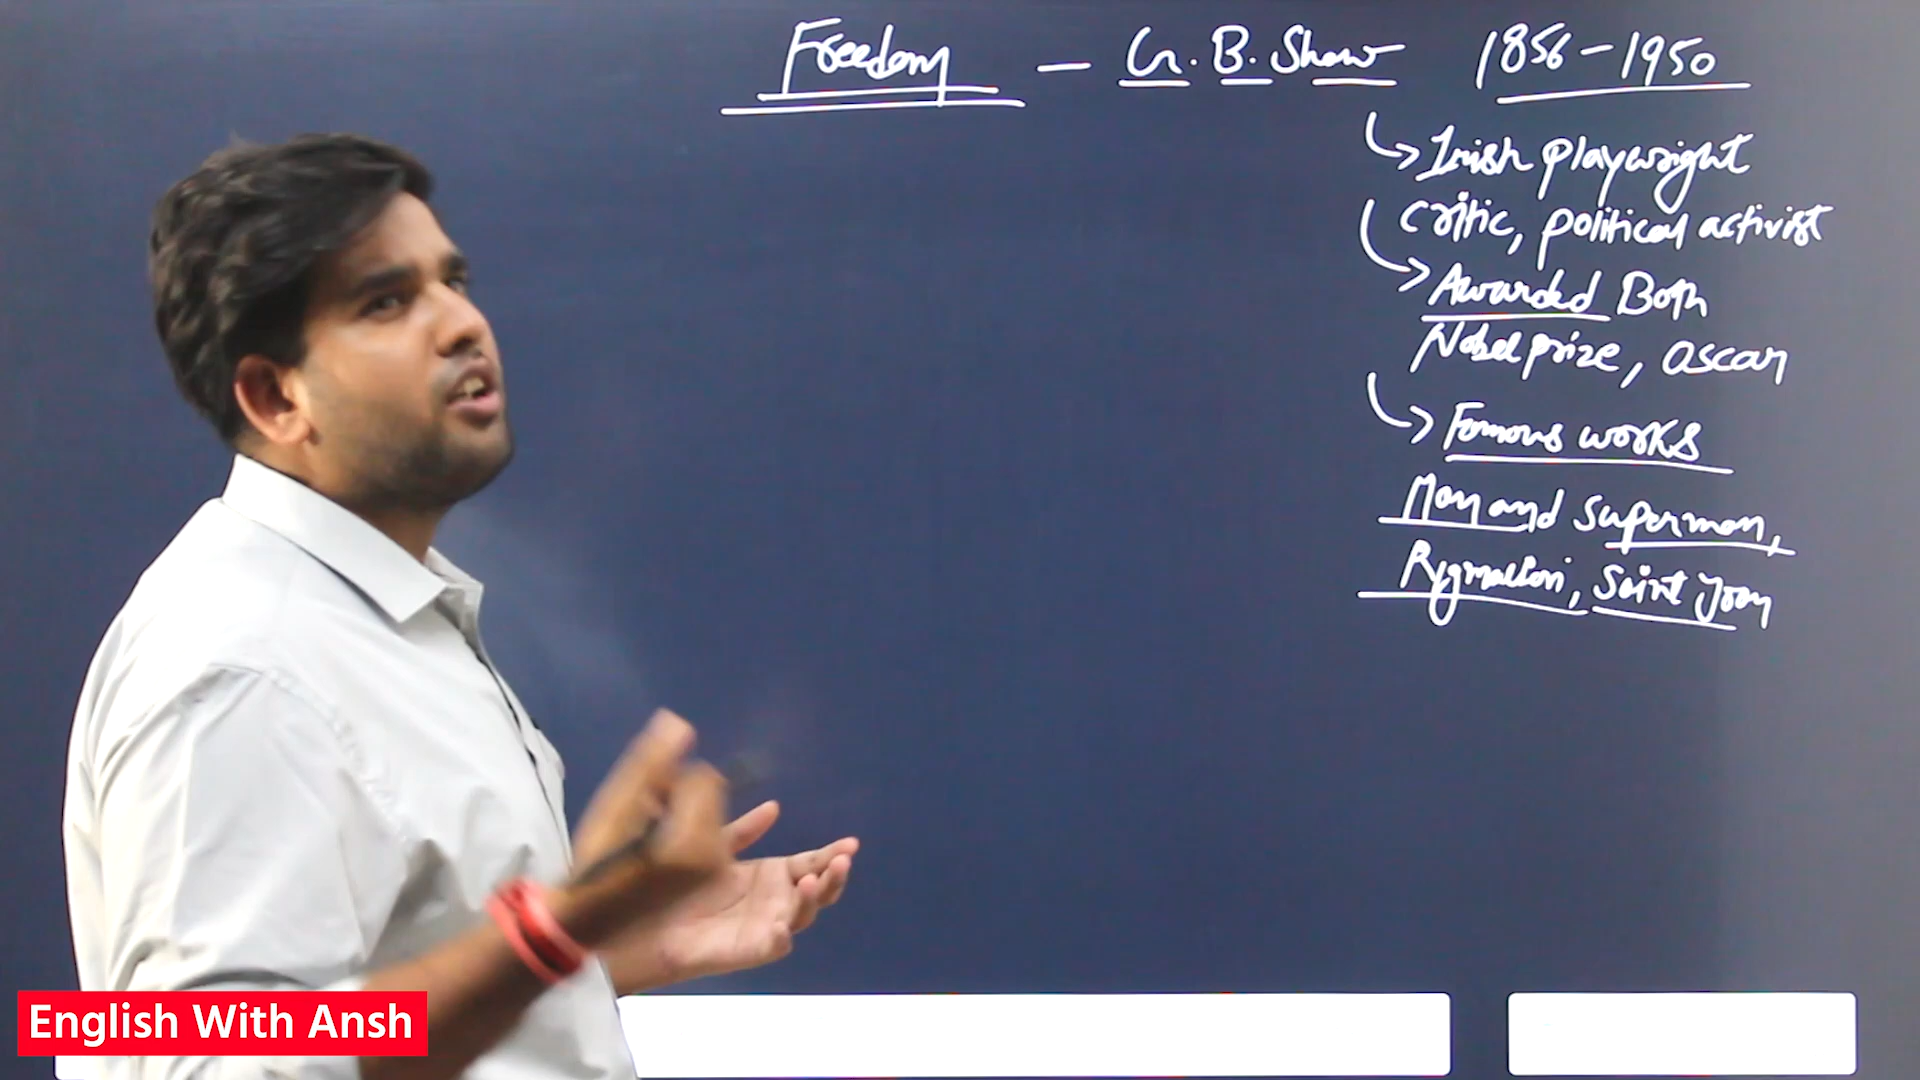 Freedom - G. B. Shaw 1856-1950
Irish playwright
critic, political activist
Awarded Both
Nobel prize, oscar
Famous works
Man and Superman,
Pygmalion, Saint Joan
English With Ansh